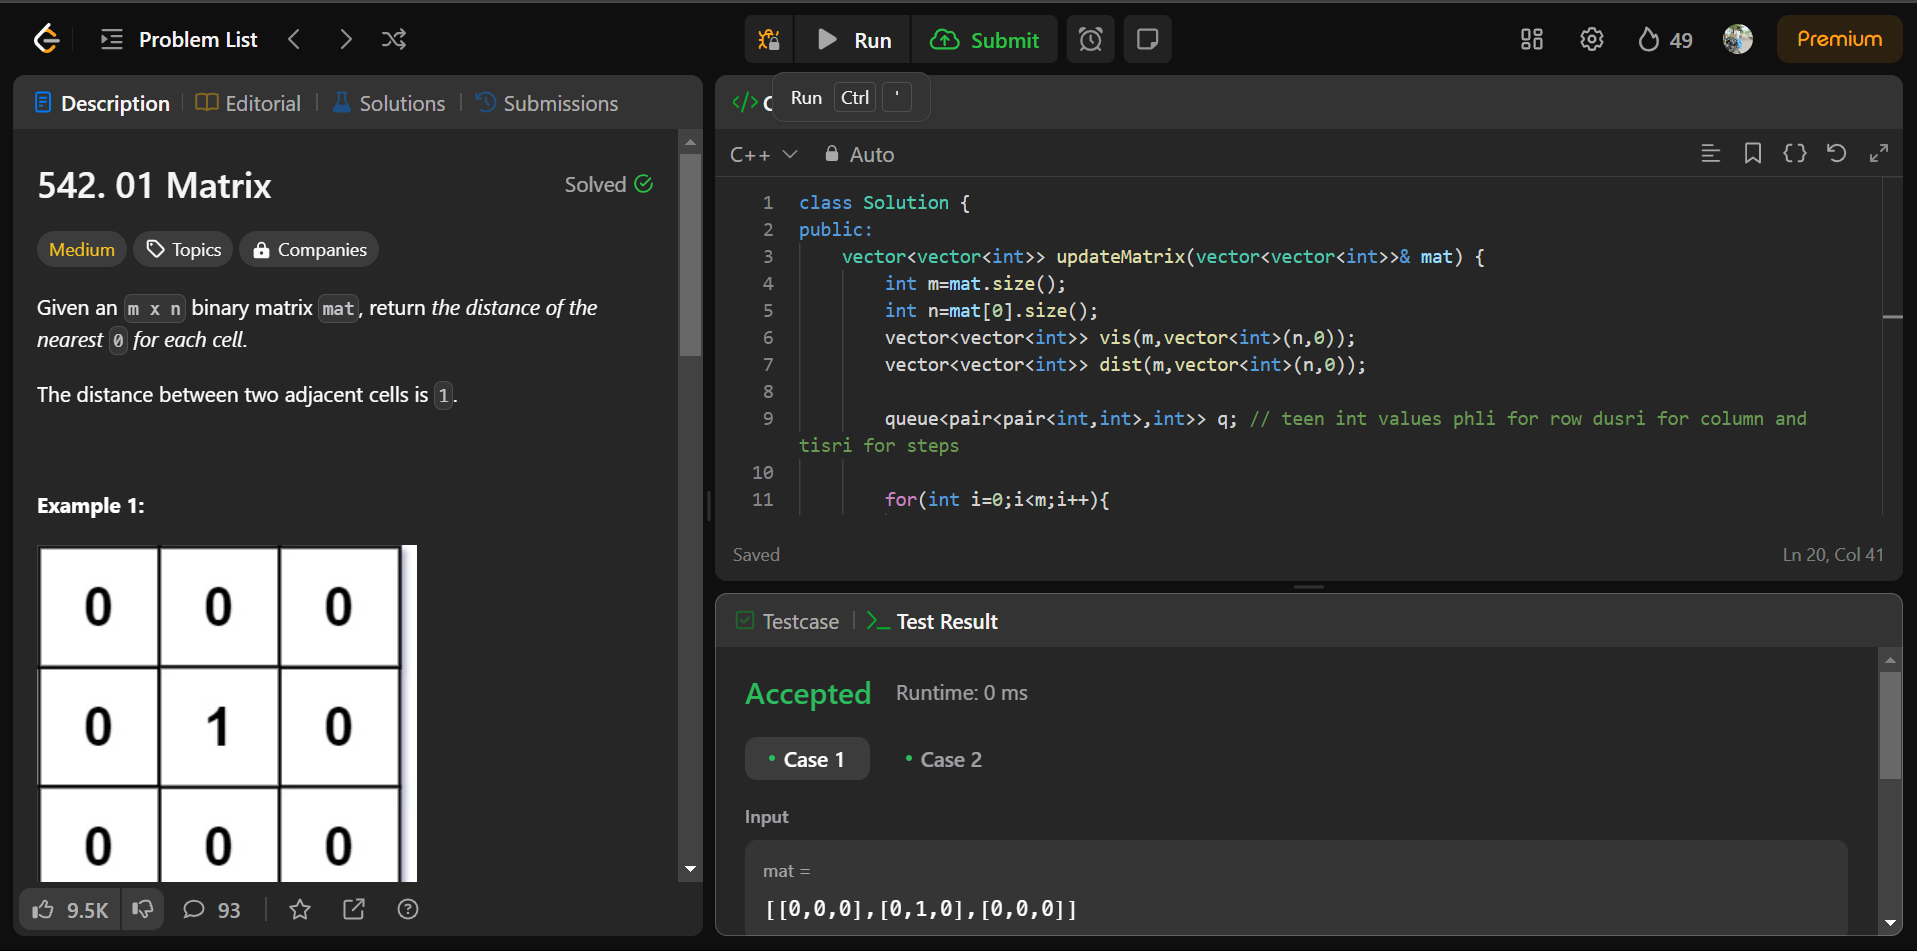 Problem List
Run
Submit
49
Premium
Description
Editorial
Solutions
Submissions
542. 01 Matrix
Solved
Medium
Topics
Companies
Given an m x n binary matrix mat, return the distance of the
nearest 0 for each cell.
The distance between two adjacent cells is 1.
Example 1:
0 0 0
0 1 0
0 0 0
9.5K
93
</> C
Run Ctrl '
C++
Auto
1 class Solution {
2 public:
3 vector<vector<int>> updateMatrix(vector<vector<int>>& mat) {
4 int m=mat.size();
5 int n=mat[0].size();
6 vector<vector<int>> vis(m,vector<int>(n,0));
7 vector<vector<int>> dist(m,vector<int>(n,0));
8
9 queue<pair<pair<int,int>,int>> q; // teen int values phli for row dusri for column and
tisri for steps
10
11 for(int i=0;i<m;i++){
Saved
Ln 20, Col 41
Testcase
Test Result
Accepted
Runtime: 0 ms
Case 1
Case 2
Input
mat =
[[0,0,0],[0,1,0],[0,0,0]]